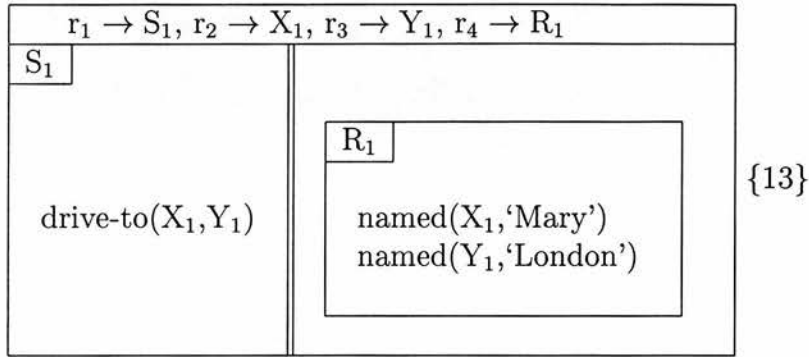 r₁ → S₁, r₂ → X₁, r₃ → Y₁, r₄ → R₁
S₁
R₁
{13}
drive-to(X₁,Y₁)
named(X₁,‘Mary’)
named(Y₁,‘London’)